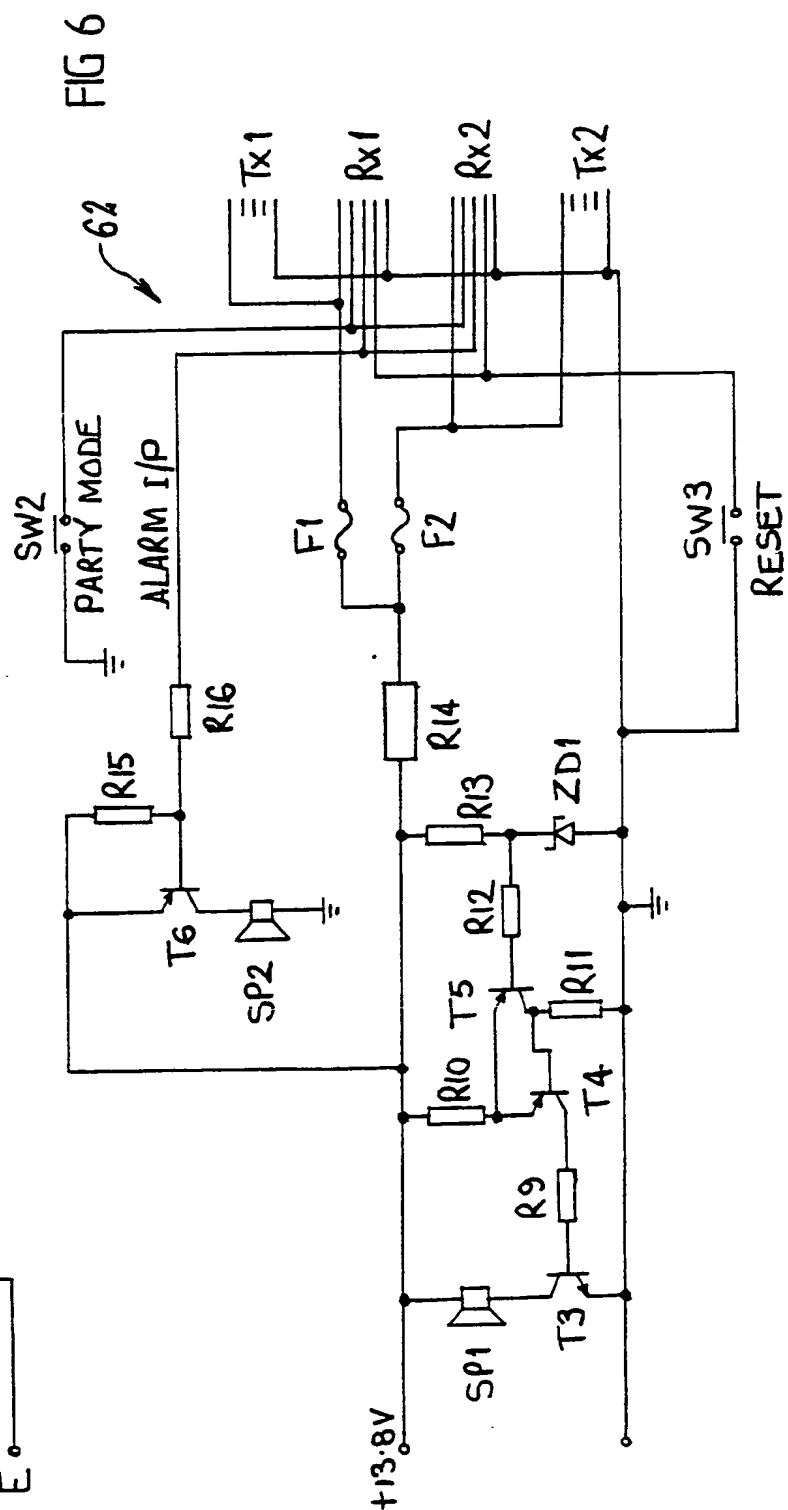 FIG 6
62
SW2
PARTY MODE
ALARM I/P
Tx1
Rx1
Rx2
Tx2
R15
R16
T6
SP2
F1
F2
R14
R13
R12
ZD1
R10
T5
R11
T4
R9
SP1
T3
SW3
RESET
+13.8V
E